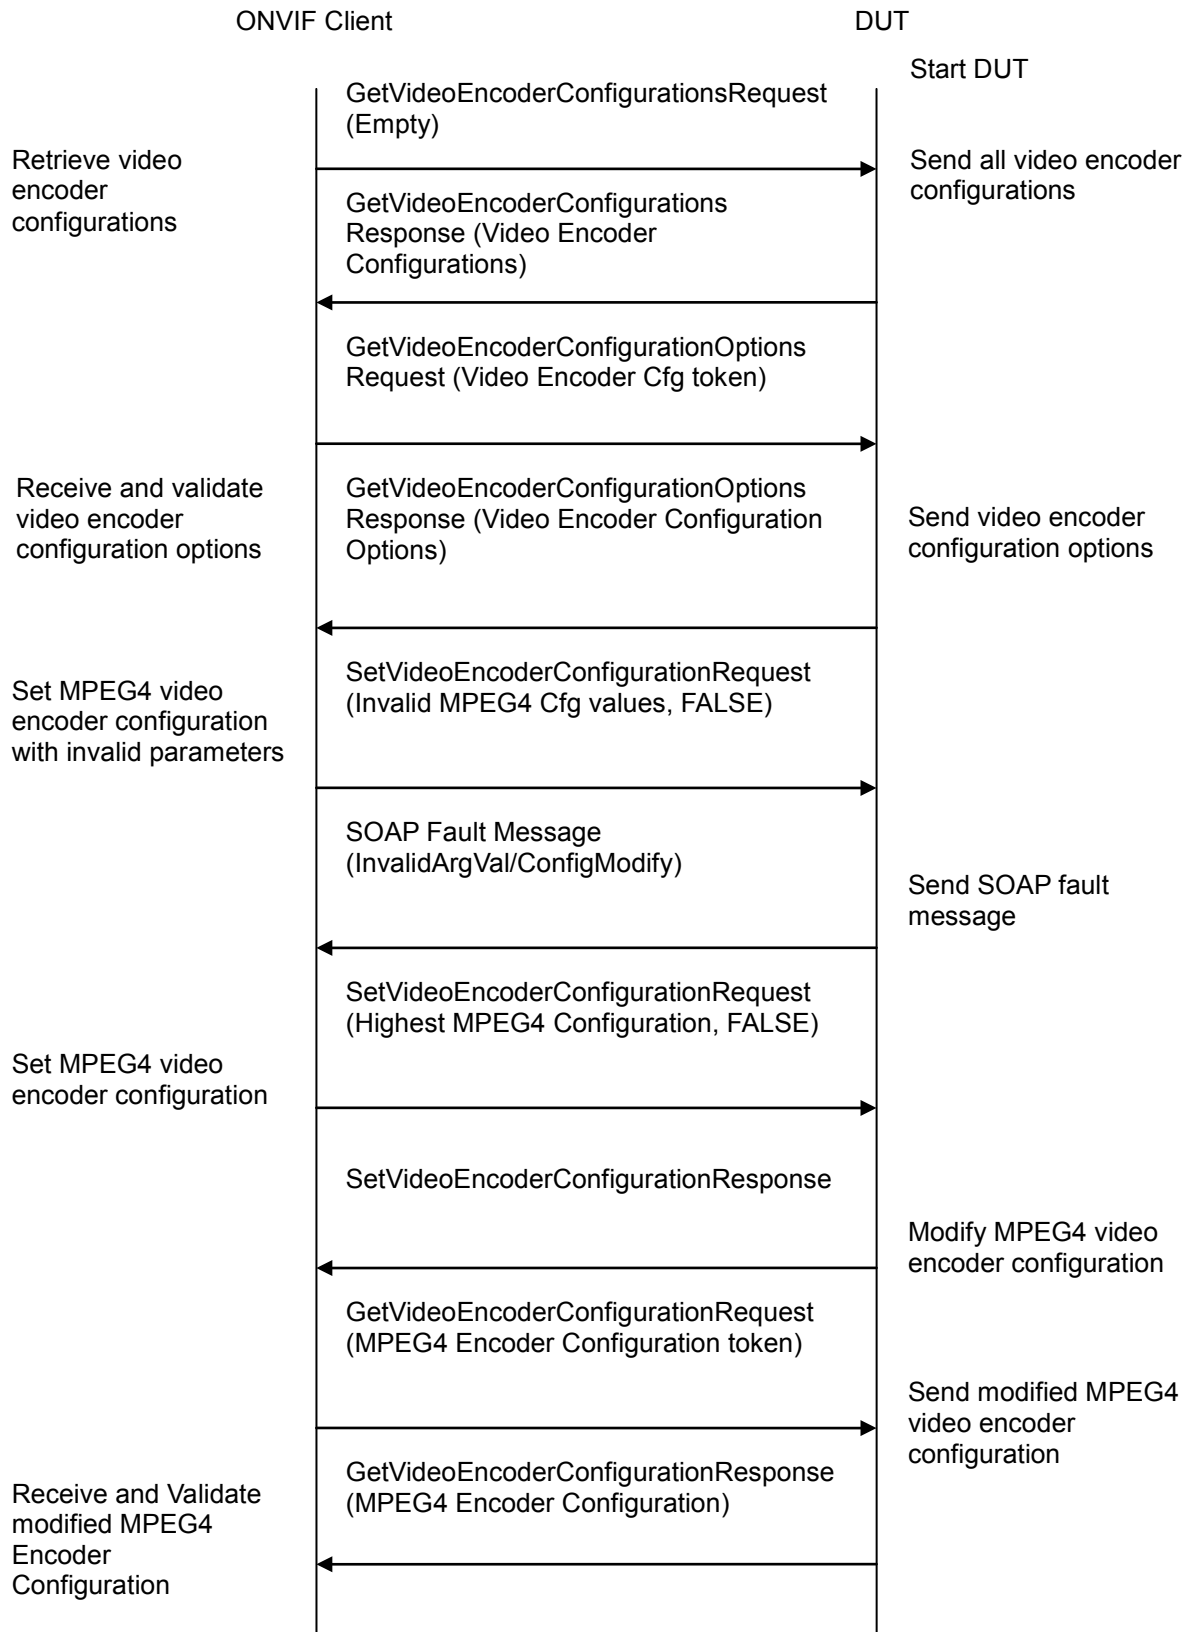 ONVIF Client
DUT
Start DUT
GetVideoEncoderConfigurationsRequest
(Empty)
Retrieve video
encoder
configurations
Send all video encoder
configurations
GetVideoEncoderConfigurations
Response (Video Encoder
Configurations)
GetVideoEncoderConfigurationOptions
Request (Video Encoder Cfg token)
Receive and validate
video encoder
configuration options
GetVideoEncoderConfigurationOptions
Response (Video Encoder Configuration
Options)
Send video encoder
configuration options
SetVideoEncoderConfigurationRequest
(Invalid MPEG4 Cfg values, FALSE)
Set MPEG4 video
encoder configuration
with invalid parameters
SOAP Fault Message
(InvalidArgVal/ConfigModify)
Send SOAP fault
message
SetVideoEncoderConfigurationRequest
(Highest MPEG4 Configuration, FALSE)
Set MPEG4 video
encoder configuration
SetVideoEncoderConfigurationResponse
Modify MPEG4 video
encoder configuration
GetVideoEncoderConfigurationRequest
(MPEG4 Encoder Configuration token)
Send modified MPEG4
video encoder
configuration
GetVideoEncoderConfigurationResponse
(MPEG4 Encoder Configuration)
Receive and Validate
modified MPEG4
Encoder
Configuration